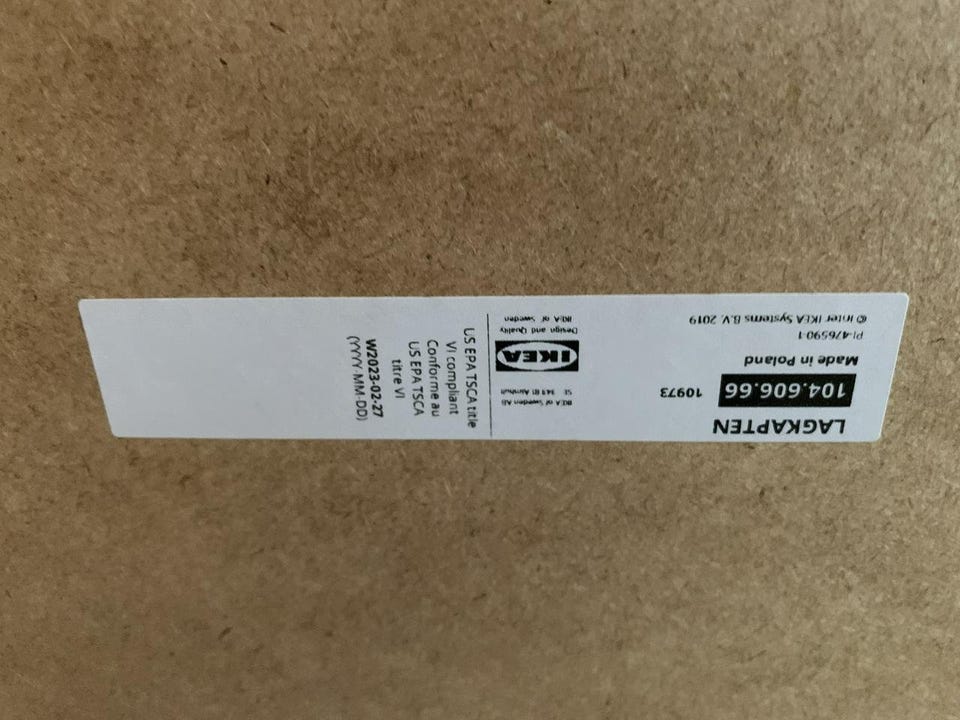 LAGKAPTEN
104.606.66 10973
Made in Poland
PI-476590-1
© Inter IKEA Systems B.V. 2019
IKEA of Sweden AB
SE - 343 81 Älmhult
IKEA
Design and Quality
IKEA of Sweden
US EPA TSCA title
VI compliant
Conforme au
US EPA TSCA
titre VI
W2023-02-27
(YYYY-MM-DD)